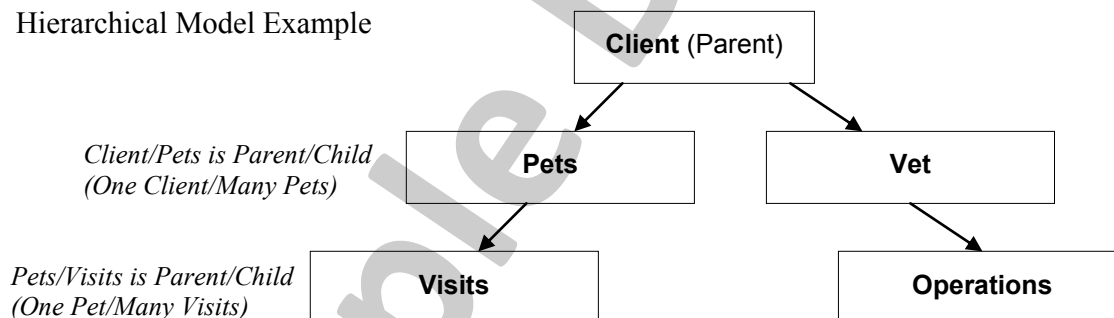 Hierarchical Model Example
Client (Parent)
Client/Pets is Parent/Child
(One Client/Many Pets)
Pets
Vet
Pets/Visits is Parent/Child
(One Pet/Many Visits)
Visits
Operations